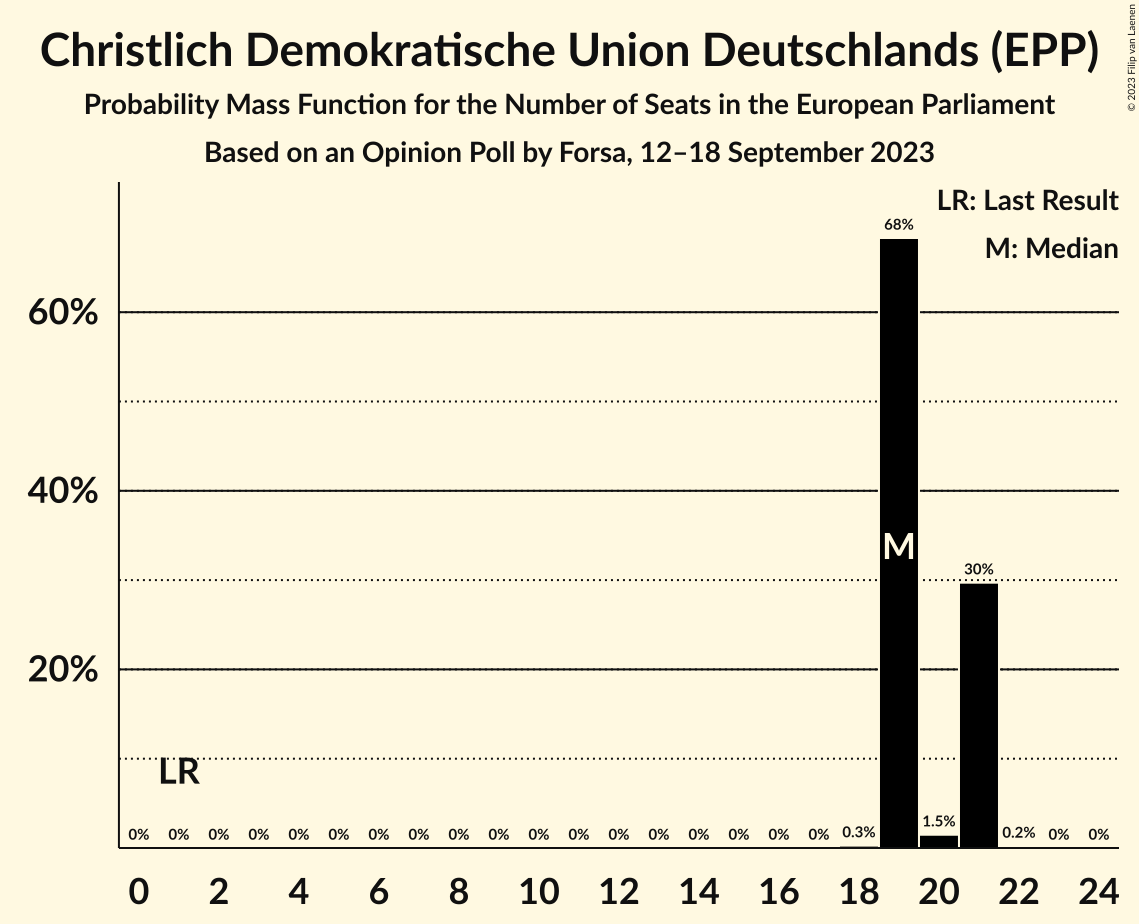 Christlich Demokratische Union Deutschlands (EPP)
Probability Mass Function for the Number of Seats in the European Parliament
Based on an Opinion Poll by Forsa, 12–18 September 2023
© 2023 Filip van Laenen
LR: Last Result
M: Median
68%
60%
40%
M
30%
20%
LR
0% 0% 0% 0% 0% 0% 0% 0% 0% 0% 0% 0% 0% 0% 0% 0% 0% 0% 0.3% 1.5% 0.2% 0% 0%
0 2 4 6 8 10 12 14 16 18 20 22 24